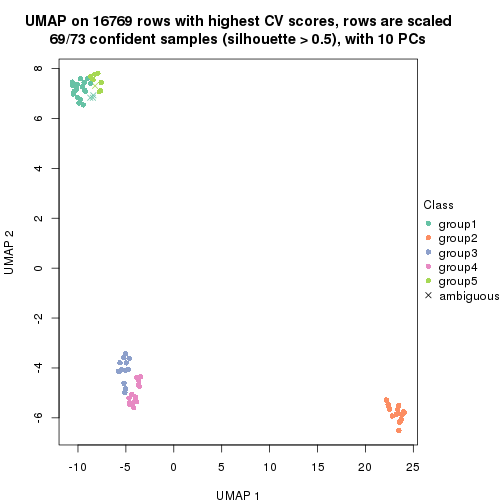 UMAP on 16769 rows with highest CV scores, rows are scaled
69/73 confident samples (silhouette > 0.5), with 10 PCs
8
6
4
2
0
-2
-4
-6
UMAP 2
-10
-5
0
5
10
15
20
25
UMAP 1
Class
group1
group2
group3
group4
group5
ambiguous